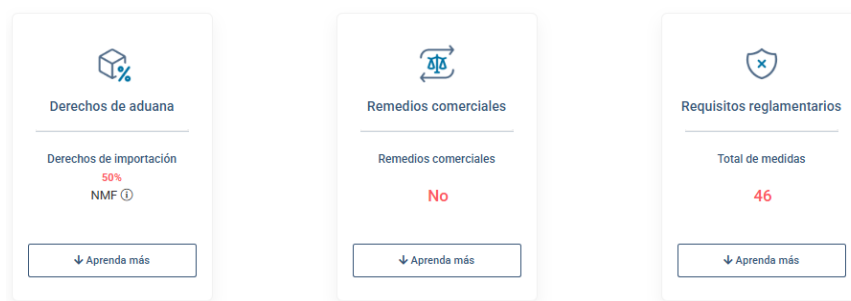 Derechos de aduana
Derechos de importación
50%
NMF
Aprenda más
Remedios comerciales
Remedios comerciales
No
Aprenda más
Requisitos reglamentarios
Total de medidas
46
Aprenda más